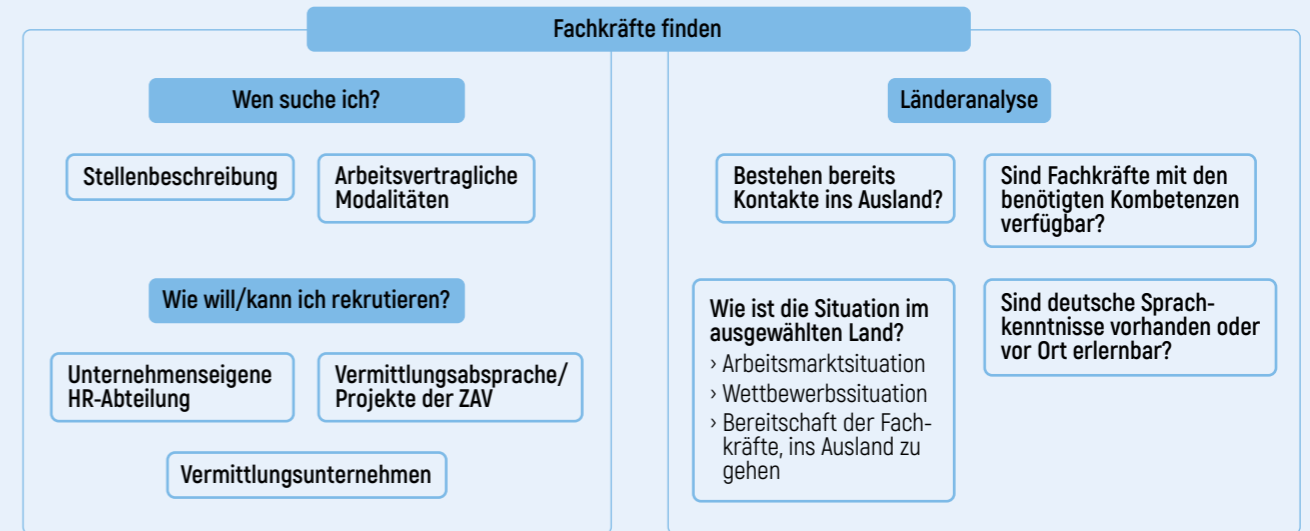 Fachkräfte finden
Wen suche ich?
Stellenbeschreibung
Arbeitsvertragliche
Modalitäten
Wie will/kann ich rekrutieren?
Unternehmenseigene
HR-Abteilung
Vermittlungsabsprache/
Projekte der ZAV
Vermittlungsunternehmen
Länderanalyse
Bestehen bereits
Kontakte ins Ausland?
Sind Fachkräfte mit den
benötigten Kombetenzen
verfügbar?
Wie ist die Situation im
ausgewählten Land?
› Arbeitsmarktsituation
› Wettbewerbssituation
› Bereitschaft der Fach-
kräfte, ins Ausland zu
gehen
Sind deutsche Sprach-
kenntnisse vorhanden oder
vor Ort erlernbar?